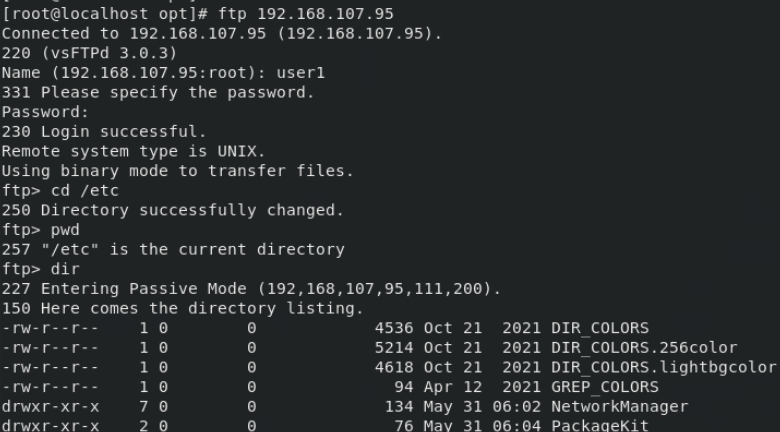 [root@localhost opt]# ftp 192.168.107.95
Connected to 192.168.107.95 (192.168.107.95).
220 (vsFTPd 3.0.3)
Name (192.168.107.95:root): user1
331 Please specify the password.
Password:
230 Login successful.
Remote system type is UNIX.
Using binary mode to transfer files.
ftp> cd /etc
250 Directory successfully changed.
ftp> pwd
257 "/etc" is the current directory
ftp> dir
227 Entering Passive Mode (192,168,107,95,111,200).
150 Here comes the directory listing.
-rw-r--r--    1 0        0            4536 Oct 21  2021 DIR_COLORS
-rw-r--r--    1 0        0            5214 Oct 21  2021 DIR_COLORS.256color
-rw-r--r--    1 0        0            4618 Oct 21  2021 DIR_COLORS.lightbgcolor
-rw-r--r--    1 0        0              94 Apr 12  2021 GREP_COLORS
drwxr-xr-x    7 0        0             134 May 31 06:02 NetworkManager
drwxr-xr-x    2 0        0              76 May 31 06:04 PackageKit